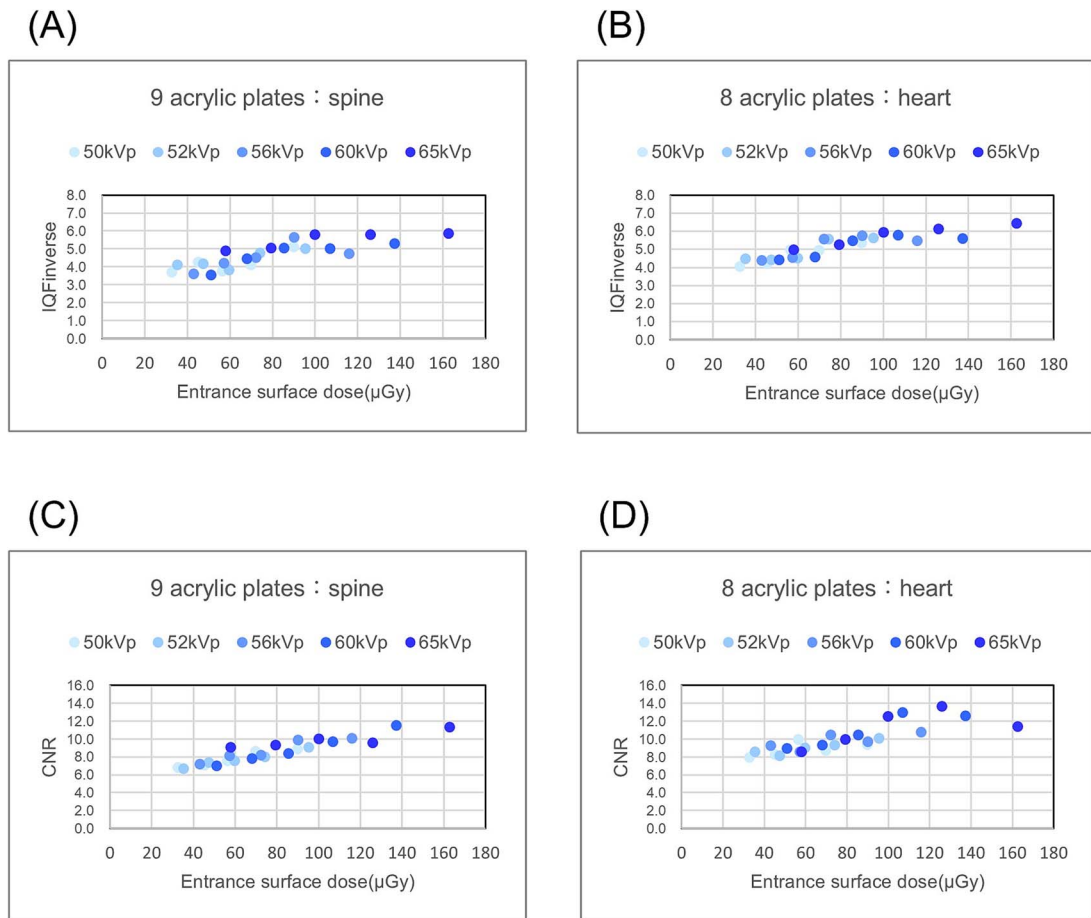 (A)
9 acrylic plates：spine
50kVp 52kVp 56kVp 60kVp 65kVp
8.0
7.0
6.0
5.0
4.0
3.0
2.0
1.0
0.0
IQFinverse
0 20 40 60 80 100 120 140 160 180
Entrance surface dose(μGy)
(B)
8 acrylic plates：heart
50kVp 52kVp 56kVp 60kVp 65kVp
8.0
7.0
6.0
5.0
4.0
3.0
2.0
1.0
0.0
IQFinverse
0 20 40 60 80 100 120 140 160 180
Entrance surface dose(μGy)
(C)
9 acrylic plates：spine
50kVp 52kVp 56kVp 60kVp 65kVp
16.0
14.0
12.0
10.0
8.0
6.0
4.0
2.0
0.0
CNR
0 20 40 60 80 100 120 140 160 180
Entrance surface dose(μGy)
(D)
8 acrylic plates：heart
50kVp 52kVp 56kVp 60kVp 65kVp
16.0
14.0
12.0
10.0
8.0
6.0
4.0
2.0
0.0
CNR
0 20 40 60 80 100 120 140 160 180
Entrance surface dose(μGy)